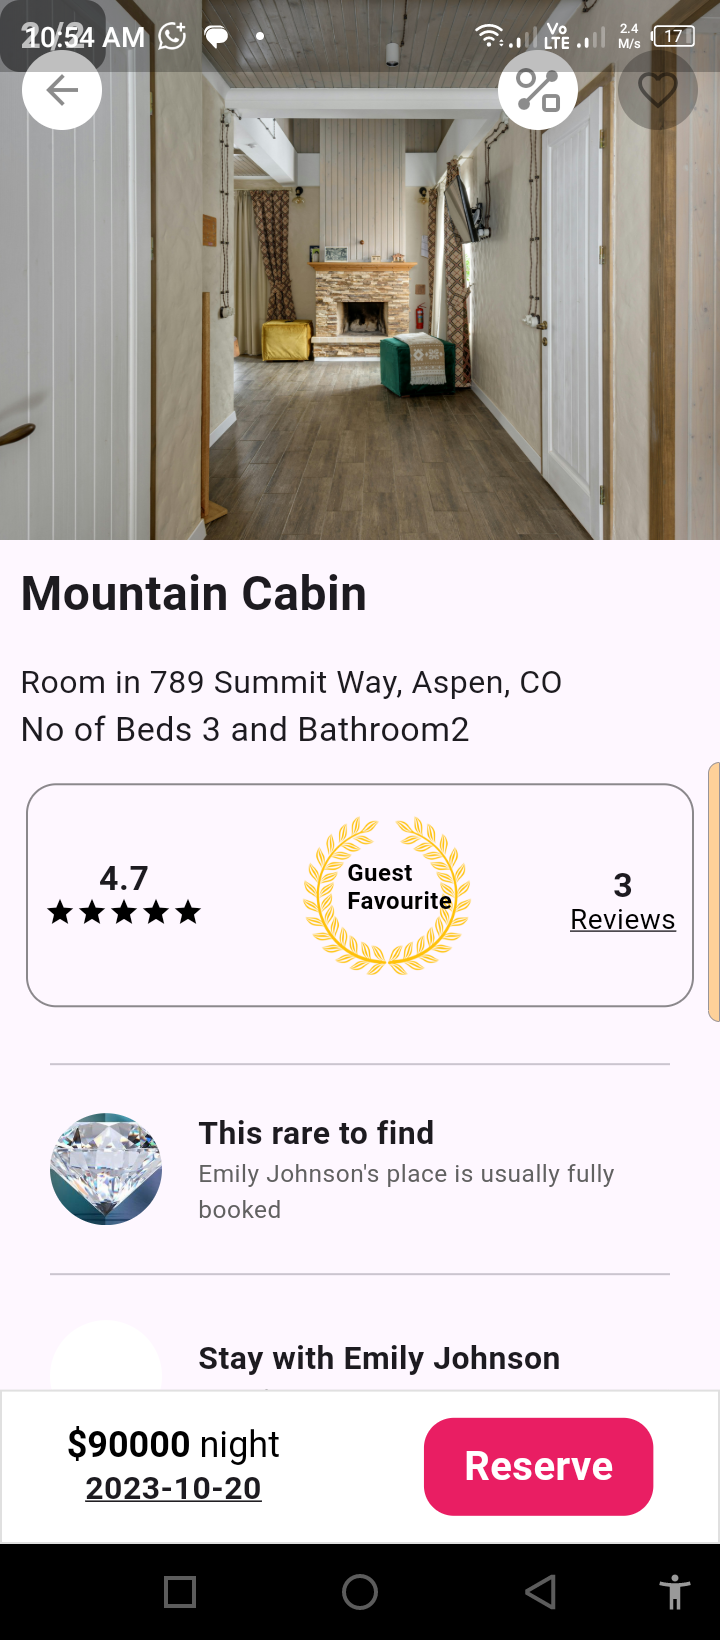 2/2
10:54 AM
Vo
LTE
2.4
M/s
17
Mountain Cabin
Room in 789 Summit Way, Aspen, CO
No of Beds 3 and Bathroom2
4.7
Guest
Favourite
3
Reviews
This rare to find
Emily Johnson's place is usually fully
booked
Stay with Emily Johnson
$90000 night
2023-10-20
Reserve